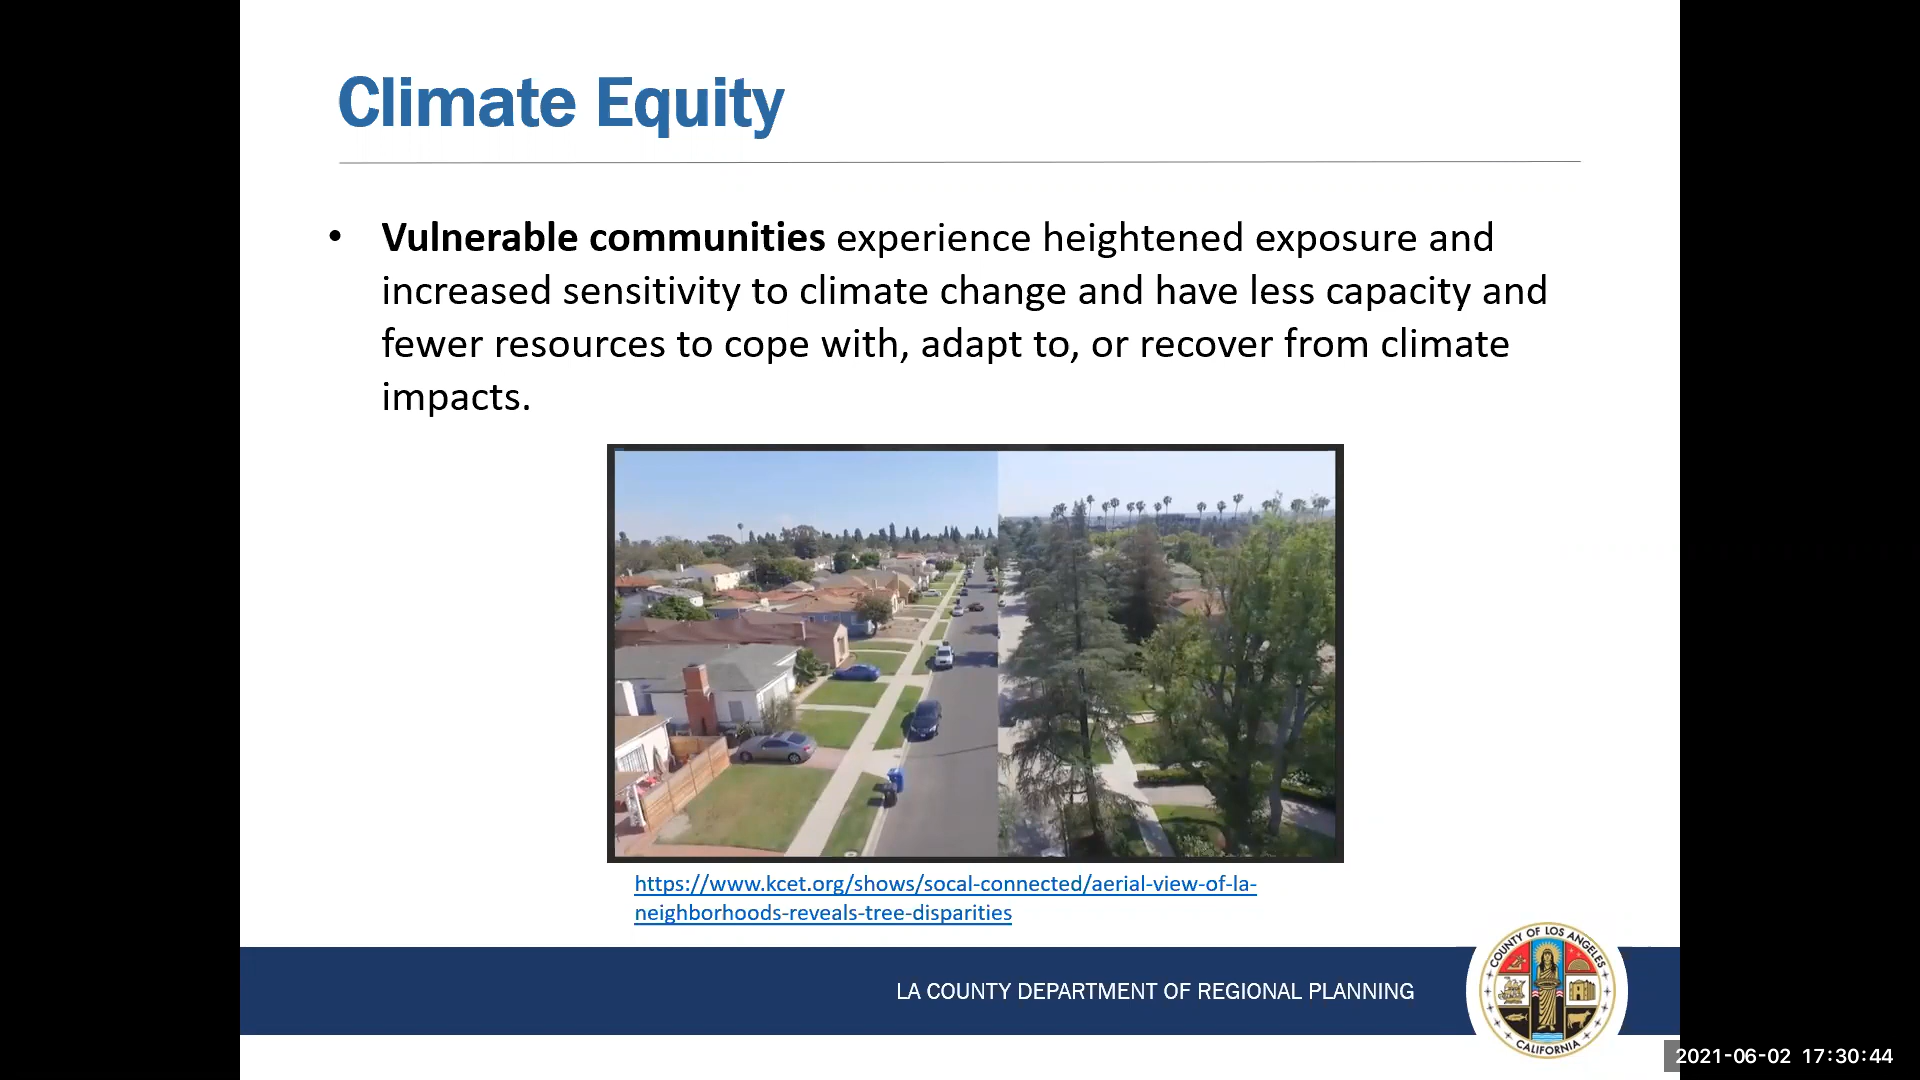 Climate Equity
• Vulnerable communities experience heightened exposure and
increased sensitivity to climate change and have less capacity and
fewer resources to cope with, adapt to, or recover from climate
impacts.
https://www.kcet.org/shows/socal-connected/aerial-view-of-la-
neighborhoods-reveals-tree-disparities
LA COUNTY DEPARTMENT OF REGIONAL PLANNING
COUNTY OF LOS ANGELES
CALIFORNIA
2021-06-02 17:30:44